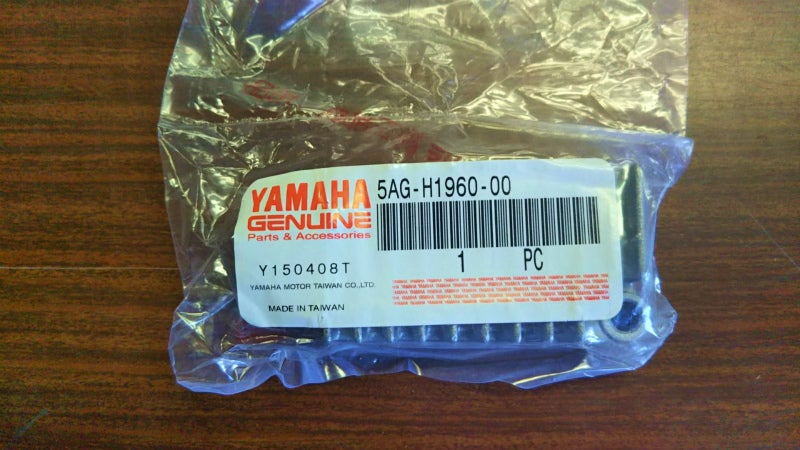 YAMAHA
GENUINE
Parts & Accessories
5AG-H1960-00
1 PC
Y150408T
YAMAHA MOTOR TAIWAN CO.,LTD.
MADE IN TAIWAN